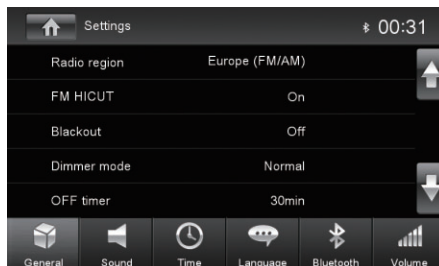 Settings 00:31
Radio region Europe (FM/AM)
FM HICUT On
Blackout Off
Dimmer mode Normal
OFF timer 30min
General Sound Time Language Bluetooth Volume